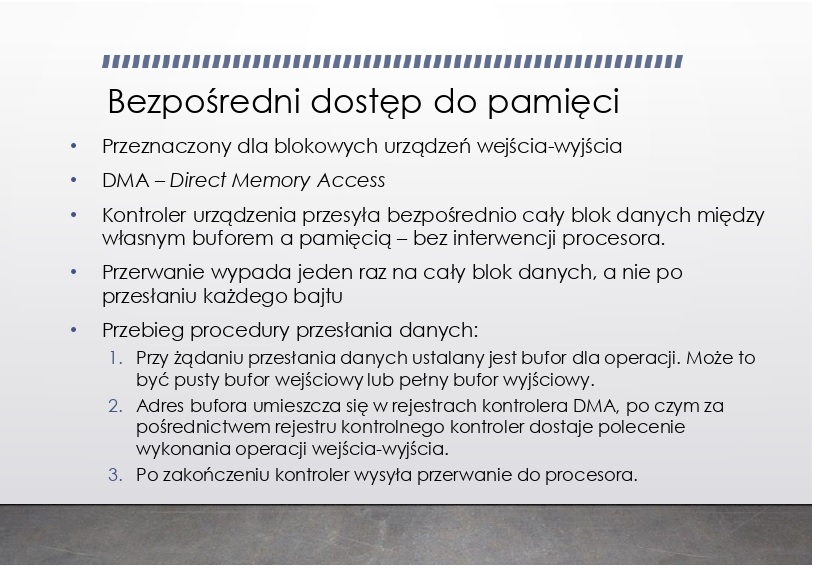 Bezpośredni dostęp do pamięci
• Przeznaczony dla blokowych urządzeń wejścia-wyjścia
• DMA – Direct Memory Access
• Kontroler urządzenia przesyła bezpośrednio cały blok danych między
własnym buforem a pamięcią – bez interwencji procesora.
• Przerwanie wypada jeden raz na cały blok danych, a nie po
przesłaniu każdego bajtu
• Przebieg procedury przesłania danych:
1. Przy żądaniu przesłania danych ustalany jest bufor dla operacji. Może to
być pusty bufor wejściowy lub pełny bufor wyjściowy.
2. Adres bufora umieszcza się w rejestrach kontrolera DMA, po czym za
pośrednictwem rejestru kontrolnego kontroler dostaje polecenie
wykonania operacji wejścia-wyjścia.
3. Po zakończeniu kontroler wysyła przerwanie do procesora.